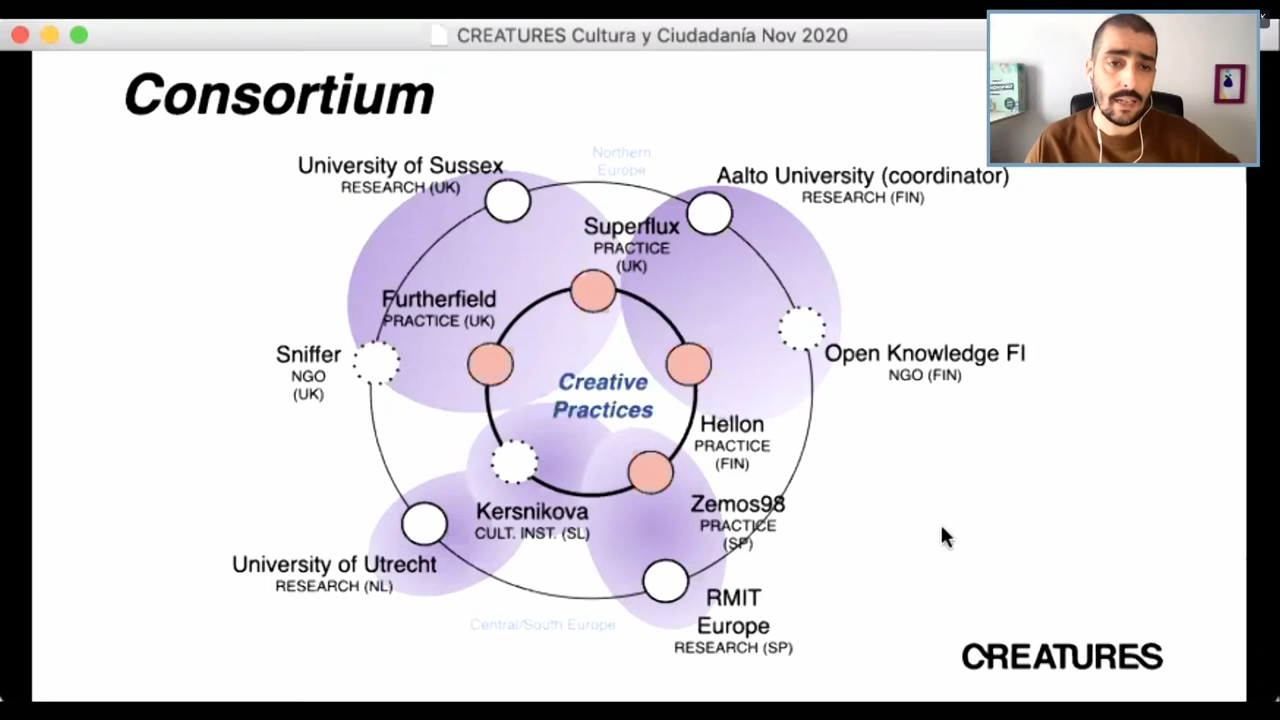 CREATURES Cultura y Ciudadanía Nov 2020
Consortium
Northern
Europe
University of Sussex
RESEARCH (UK)
Aalto University (coordinator)
RESEARCH (FIN)
Superflux
PRACTICE
(UK)
Furtherfield
PRACTICE (UK)
Sniffer
NGO
(UK)
Open Knowledge FI
NGO (FIN)
Creative
Practices
Hellon
PRACTICE
(FIN)
Kersnikova
CULT. INST. (SL)
Zemos98
PRACTICE
(SP)
University of Utrecht
RESEARCH (NL)
RMIT
Europe
RESEARCH (SP)
Central/South Europe
CREATURES